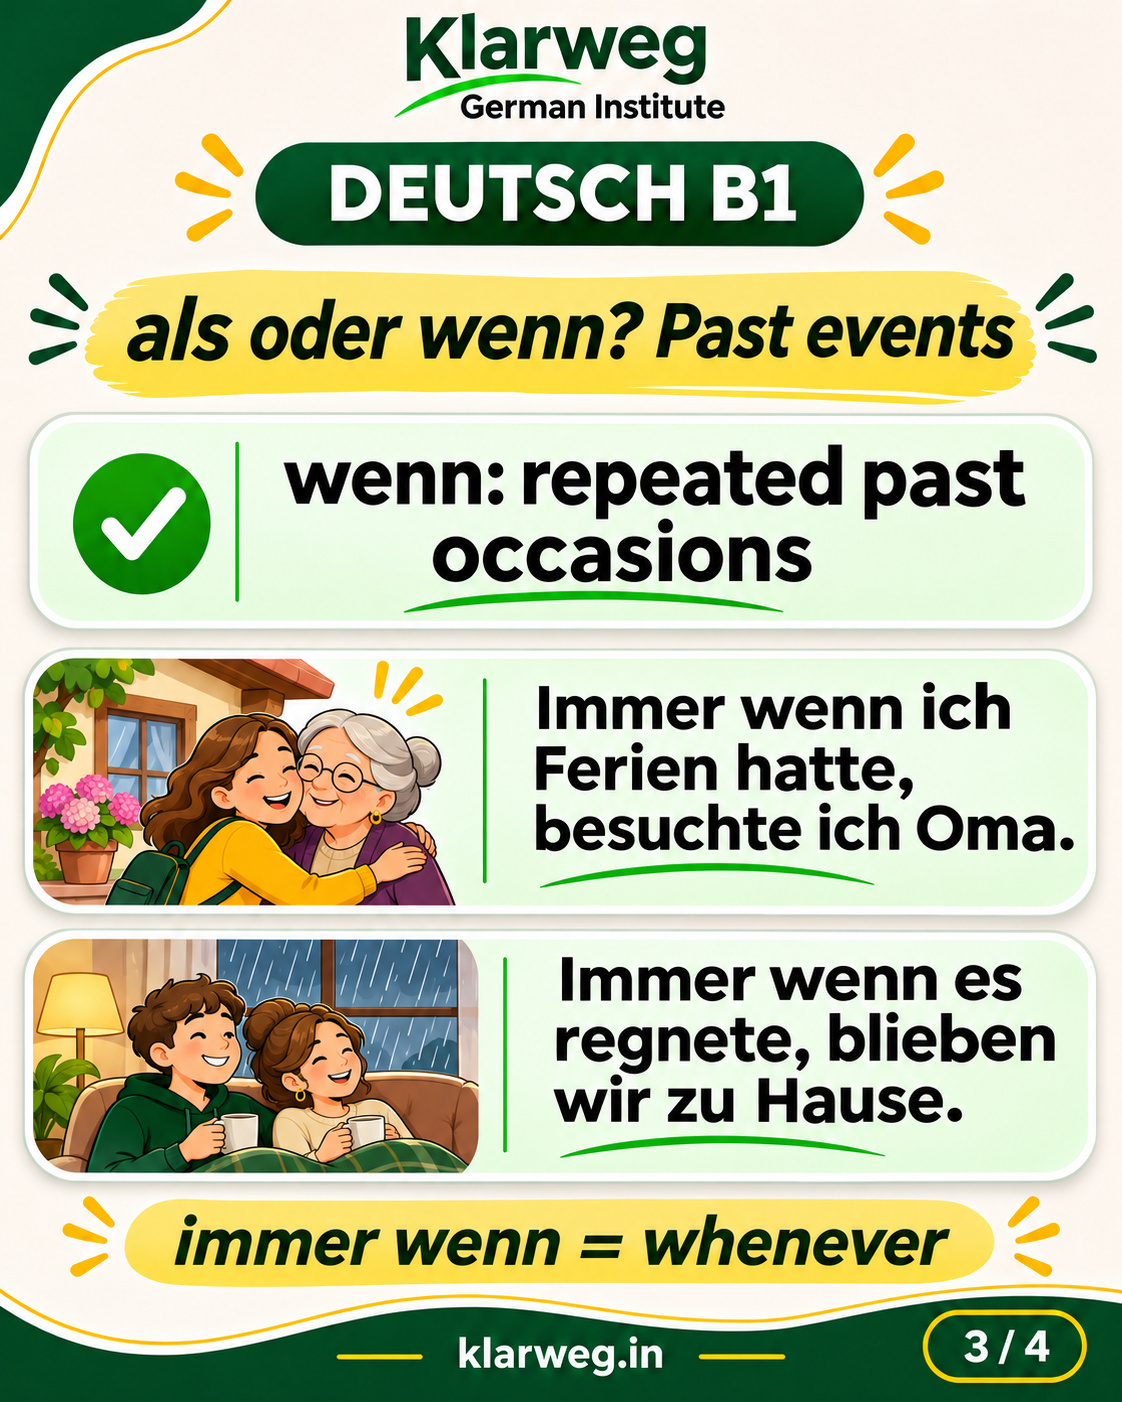 Klarweg
German Institute
DEUTSCH B1
als oder wenn? Past events
wenn: repeated past
occasions
Immer wenn ich
Ferien hatte,
besuchte ich Oma.
Immer wenn es
regnete, blieben
wir zu Hause.
immer wenn = whenever
klarweg.in
3 / 4